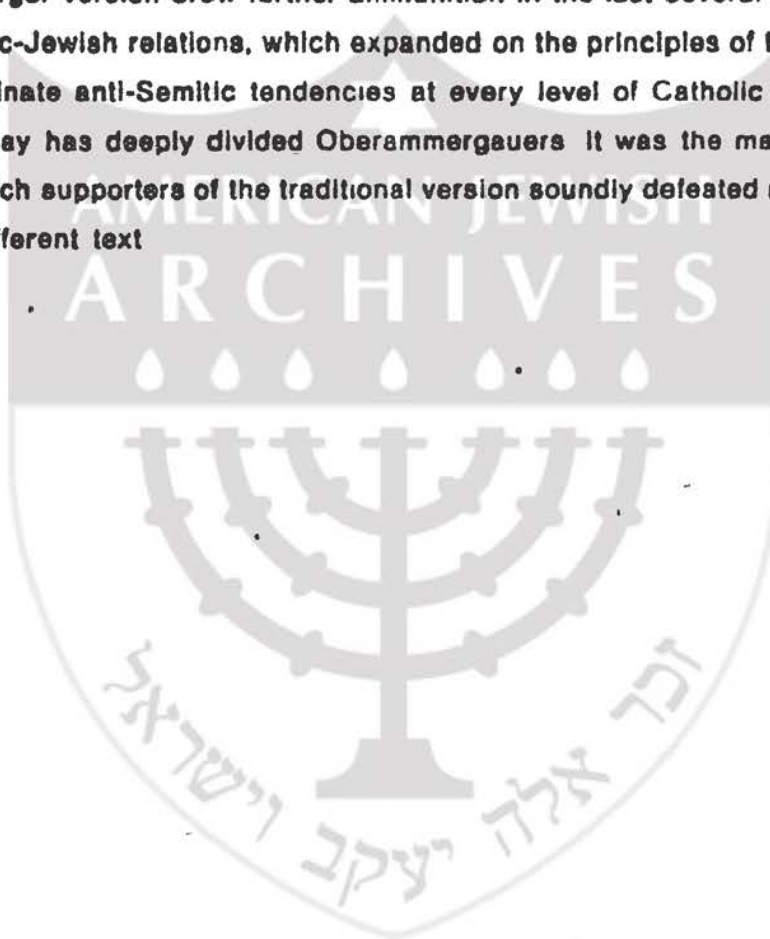 c-Jewish relations, which expanded on the principles of t
inate anti-Semitic tendencies at every level of Catholic
ay has deeply divided Oberammergauers It was the ma
ch supporters of the traditional version soundly defeated
fferent text
AMERICAN JEWISH
ARCHIVES
זכר אלה יעקב וישראל